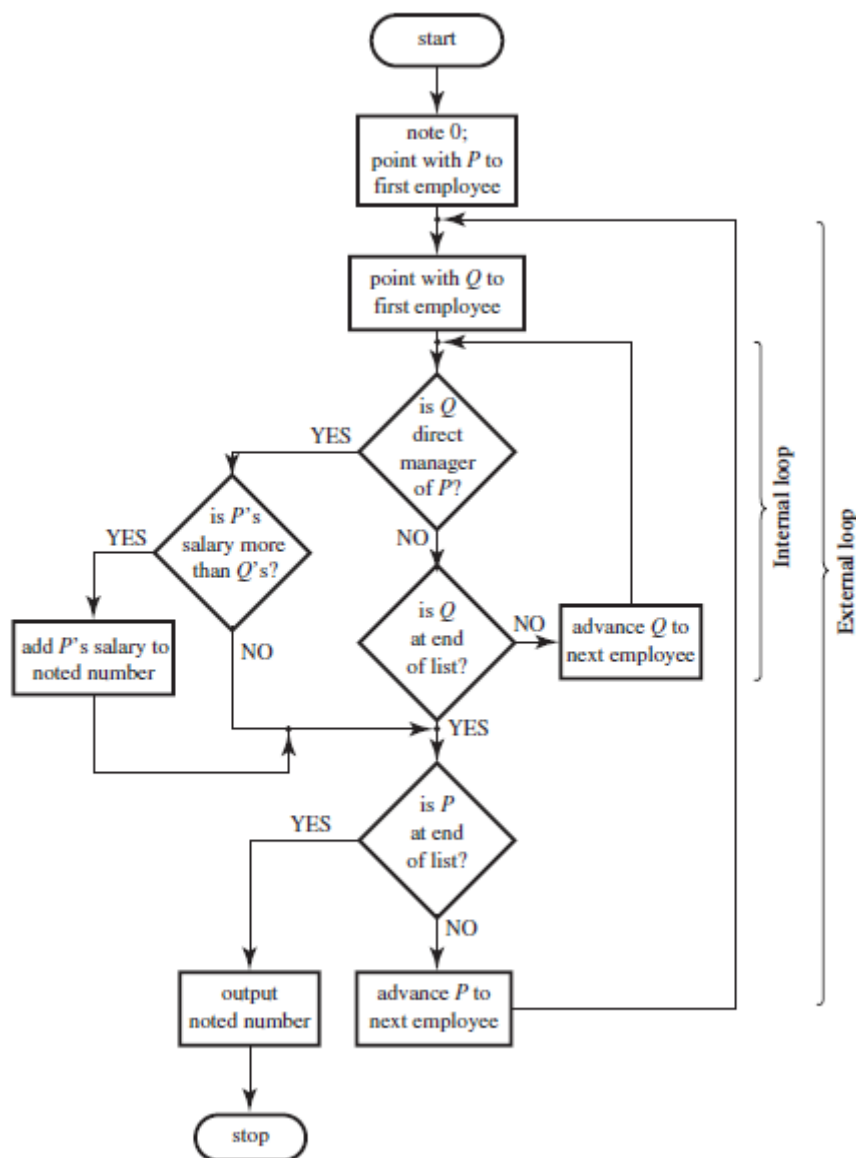 start
note 0;
point with P to
first employee
point with Q to
first employee
is Q
direct
manager
of P?
YES
NO
is P's
salary more
than Q's?
YES
NO
add P's salary to
noted number
is Q
at end
of list?
NO
YES
advance Q to
next employee
Internal loop
External loop
is P
at end
of list?
YES
NO
output
noted number
advance P to
next employee
stop